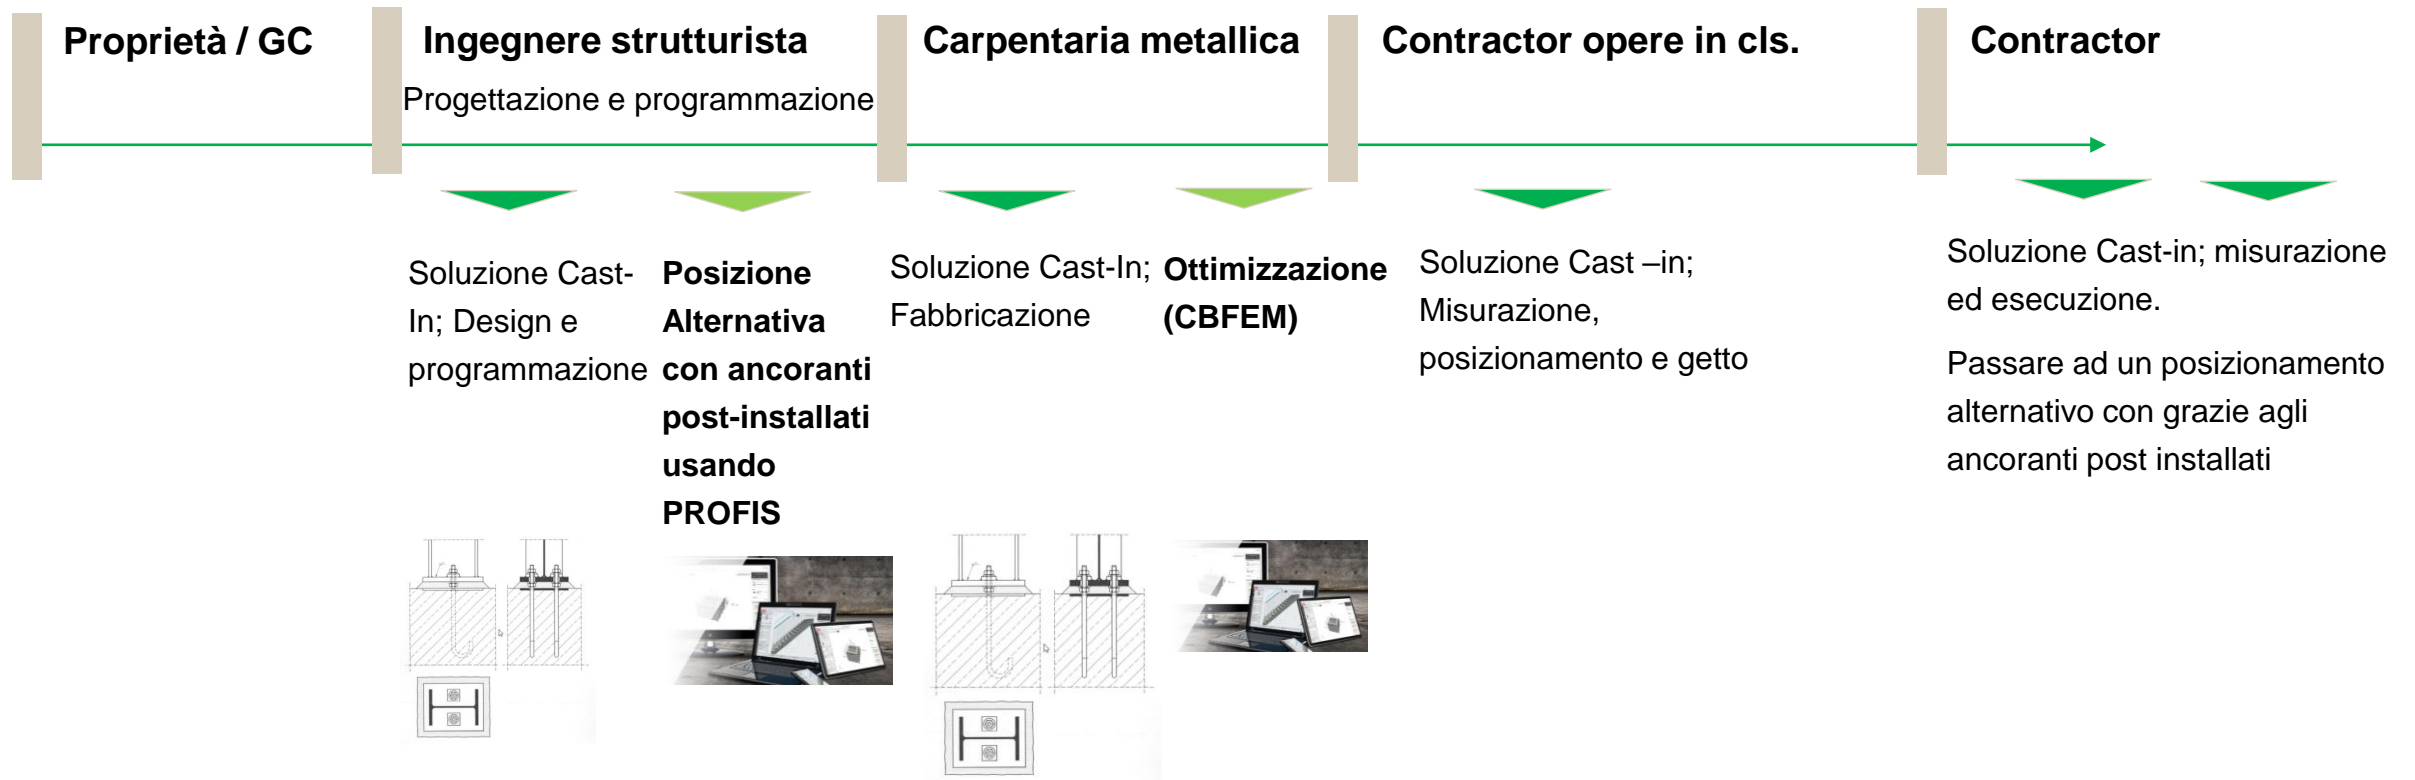 Proprietà / GC
Ingegnere strutturista
Progettazione e programmazione
Carpentaria metallica
Contractor opere in cls.
Contractor
Soluzione Cast-
In; Design e
programmazione
Posizione
Alternativa
con ancoranti
post-installati
usando
PROFIS
Soluzione Cast-In;
Fabbricazione
Ottimizzazione
(CBFEM)
Soluzione Cast –in;
Misurazione,
posizionamento e getto
Soluzione Cast-in; misurazione
ed esecuzione.
Passare ad un posizionamento
alternativo con grazie agli
ancoranti post installati